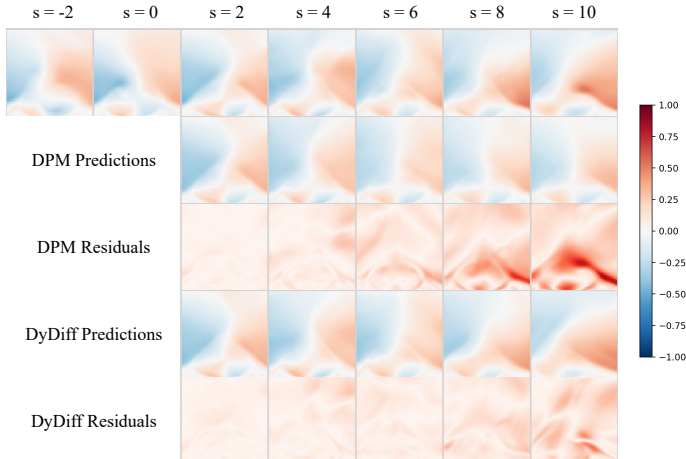 s = -2 s = 0 s = 2 s = 4 s = 6 s = 8 s = 10
DPM Predictions
DPM Residuals
DyDiff Predictions
DyDiff Residuals
1.00
0.75
0.50
0.25
0.00
−0.25
−0.50
−0.75
−1.00